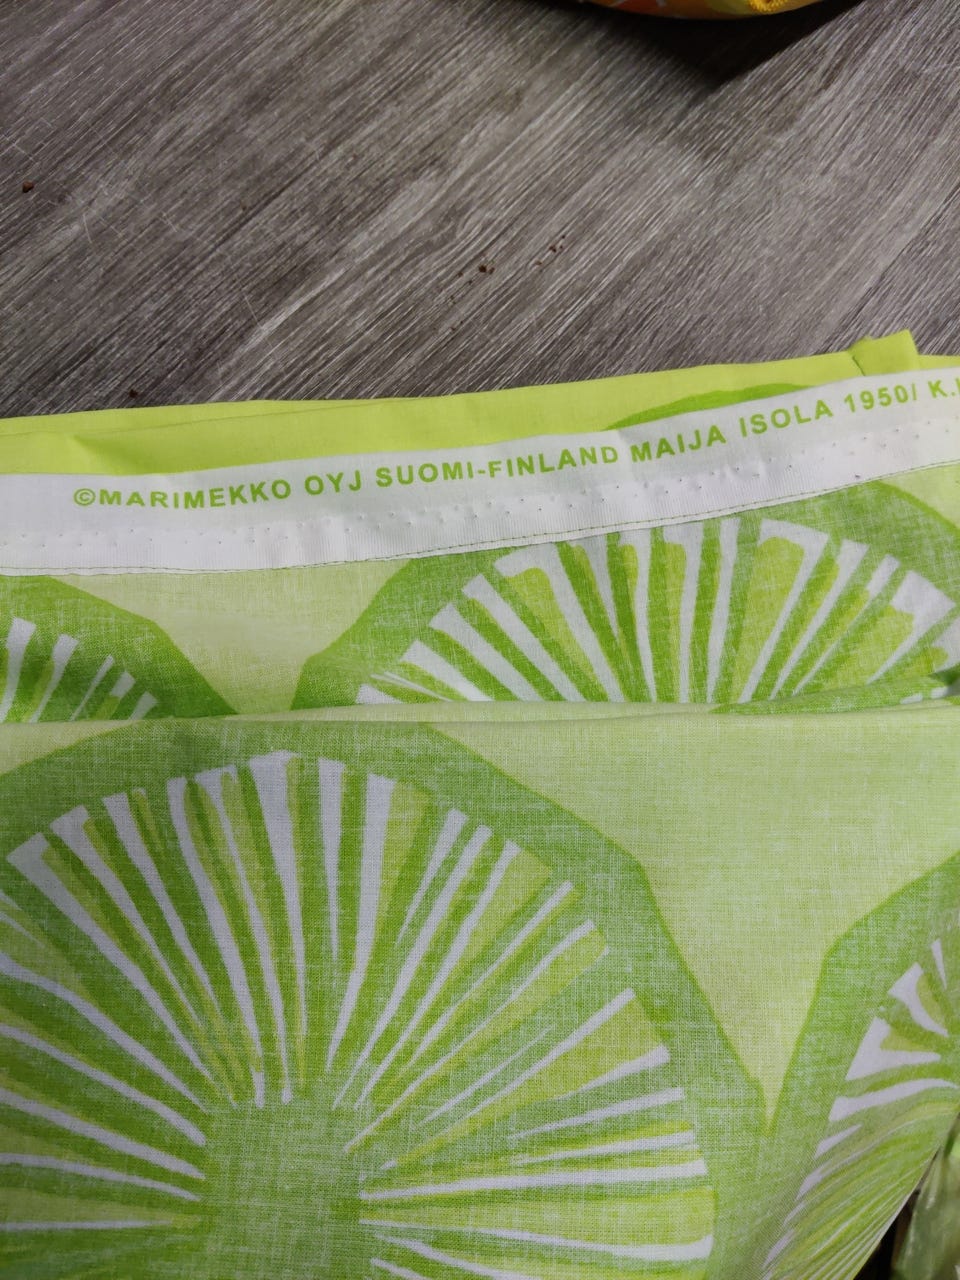 ©MARIMEKKO OYJ SUOMI-FINLAND MAIJA ISOLA 1950/ K.